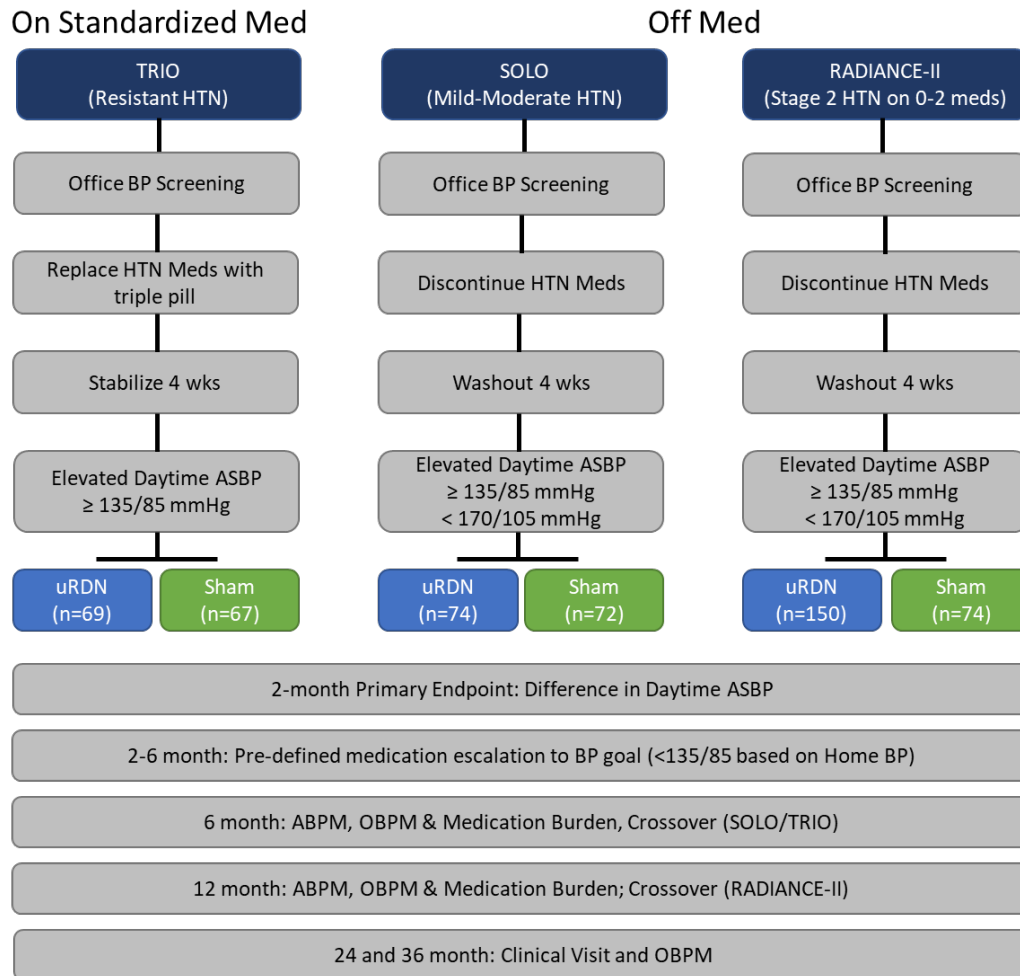 On Standardized Med
Off Med
TRIO
(Resistant HTN)
SOLO
(Mild-Moderate HTN)
RADIANCE-II
(Stage 2 HTN on 0-2 meds)
Office BP Screening
Office BP Screening
Office BP Screening
Replace HTN Meds with
triple pill
Discontinue HTN Meds
Discontinue HTN Meds
Stabilize 4 wks
Washout 4 wks
Washout 4 wks
Elevated Daytime ASBP
≥ 135/85 mmHg
Elevated Daytime ASBP
≥ 135/85 mmHg
< 170/105 mmHg
Elevated Daytime ASBP
≥ 135/85 mmHg
< 170/105 mmHg
uRDN
(n=69)
Sham
(n=67)
uRDN
(n=74)
Sham
(n=72)
uRDN
(n=150)
Sham
(n=74)
2-month Primary Endpoint: Difference in Daytime ASBP
2-6 month: Pre-defined medication escalation to BP goal (<135/85 based on Home BP)
6 month: ABPM, OBPM & Medication Burden, Crossover (SOLO/TRIO)
12 month: ABPM, OBPM & Medication Burden; Crossover (RADIANCE-II)
24 and 36 month: Clinical Visit and OBPM